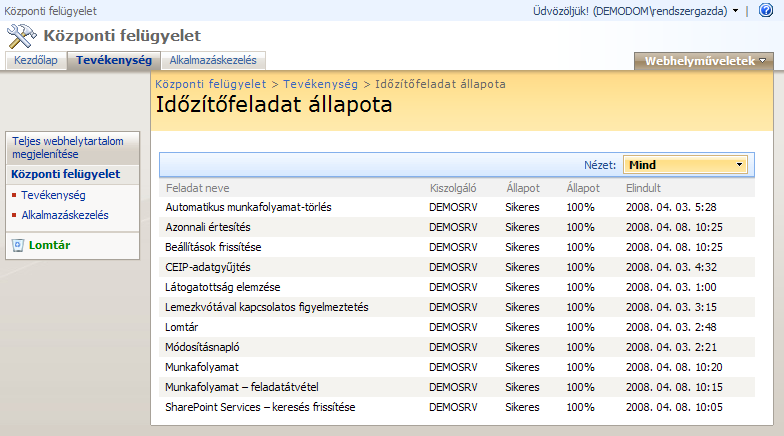 Központi felügyelet
Üdvözöljük! (DEMODOM\rendszergazda)
Központi felügyelet
Kezdőlap Tevékenység Alkalmazáskezelés
Webhelyműveletek
Központi felügyelet > Tevékenység > Időzítőfeladat állapota
Időzítőfeladat állapota
Teljes webhelytartalom
megjelenítése
Központi felügyelet
Tevékenység
Alkalmazáskezelés
Lomtár
Nézet: Mind
Feladat neve Kiszolgáló Állapot Állapot Elindult
Automatikus munkafolyamat-törlés DEMOSRV Sikeres 100% 2008. 04. 03. 5:28
Azonnali értesítés DEMOSRV Sikeres 100% 2008. 04. 08. 10:25
Beállítások frissítése DEMOSRV Sikeres 100% 2008. 04. 08. 10:25
CEIP-adatgyűjtés DEMOSRV Sikeres 100% 2008. 04. 03. 4:32
Látogatottság elemzése DEMOSRV Sikeres 100% 2008. 04. 03. 1:00
Lemezkvótával kapcsolatos figyelmeztetés DEMOSRV Sikeres 100% 2008. 04. 03. 3:15
Lomtár DEMOSRV Sikeres 100% 2008. 04. 03. 2:48
Módosításnapló DEMOSRV Sikeres 100% 2008. 04. 03. 2:21
Munkafolyamat DEMOSRV Sikeres 100% 2008. 04. 08. 10:20
Munkafolyamat – feladatátvétel DEMOSRV Sikeres 100% 2008. 04. 08. 10:15
SharePoint Services – keresés frissítése DEMOSRV Sikeres 100% 2008. 04. 08. 10:05